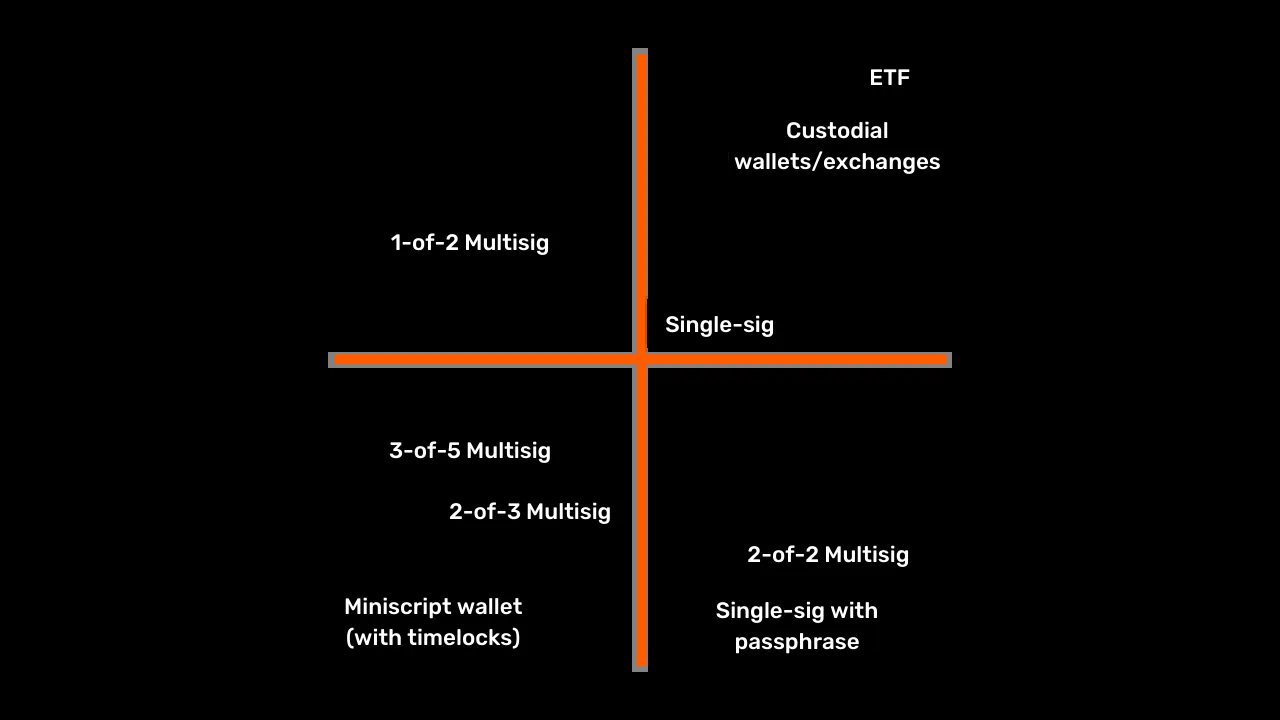 ETF
Custodial
wallets/exchanges
1-of-2 Multisig
Single-sig
3-of-5 Multisig
2-of-3 Multisig
2-of-2 Multisig
Miniscript wallet
(with timelocks)
Single-sig with
passphrase